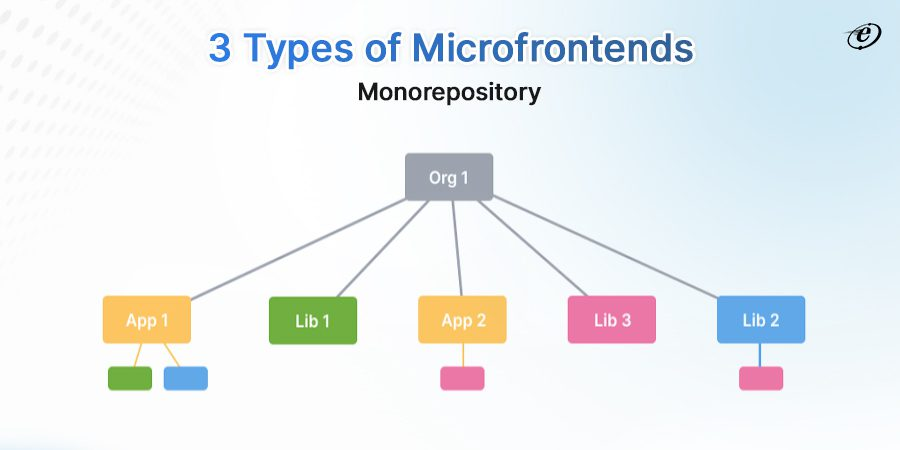 3 Types of Microfrontends
Monorepository
e
Org 1
App 1
Lib 1
App 2
Lib 3
Lib 2